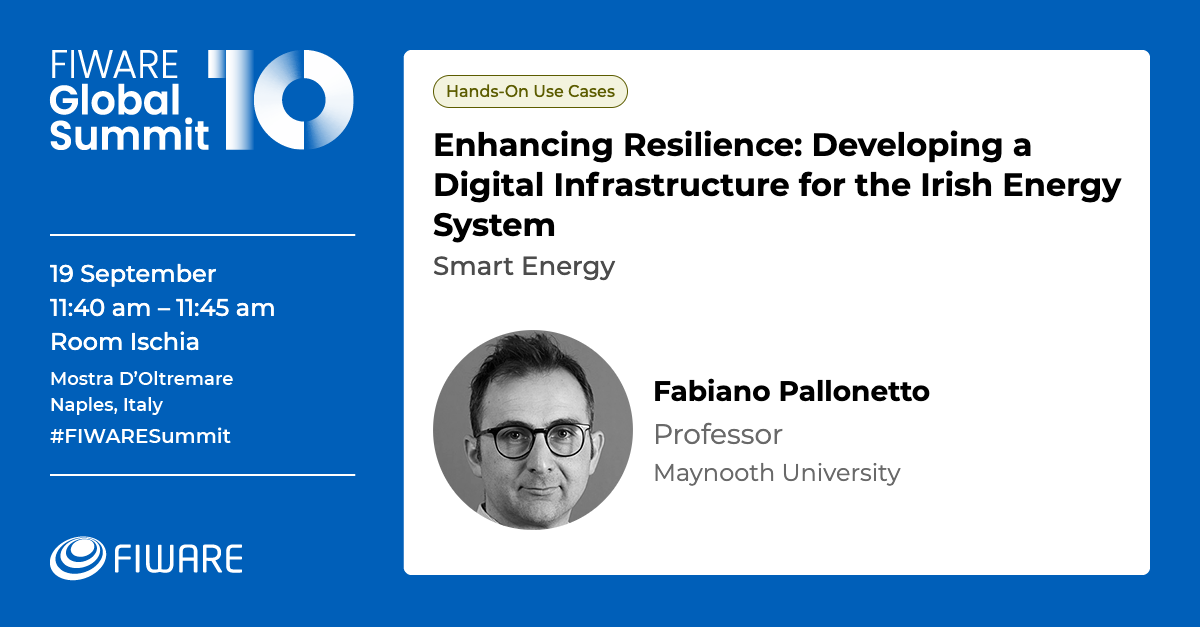 FIWARE
Global
Summit 10
19 September
11:40 am – 11:45 am
Room Ischia
Mostra D’Oltremare
Naples, Italy
#FIWARESummit
FIWARE
Hands-On Use Cases
Enhancing Resilience: Developing a
Digital Infrastructure for the Irish Energy
System
Smart Energy
Fabiano Pallonetto
Professor
Maynooth University